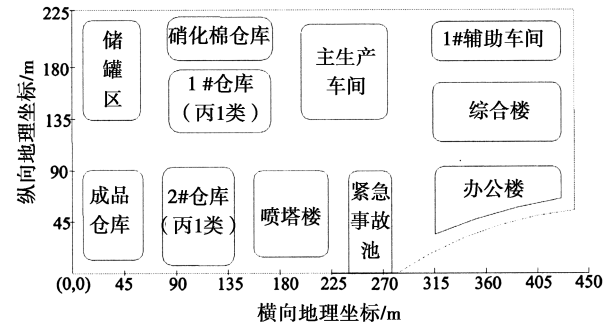 225
180
135
90
45
(0,0)
45
90
135
180
225
270
315
360
405
450
纵向地理坐标/m
横向地理坐标/m
储
罐
区
硝化棉仓库
1 #仓库
(丙1类)
主生产
车间
1#辅助车间
综合楼
成品
仓库
2#仓库
(丙1类)
喷塔楼
紧急
事故
池
办公楼